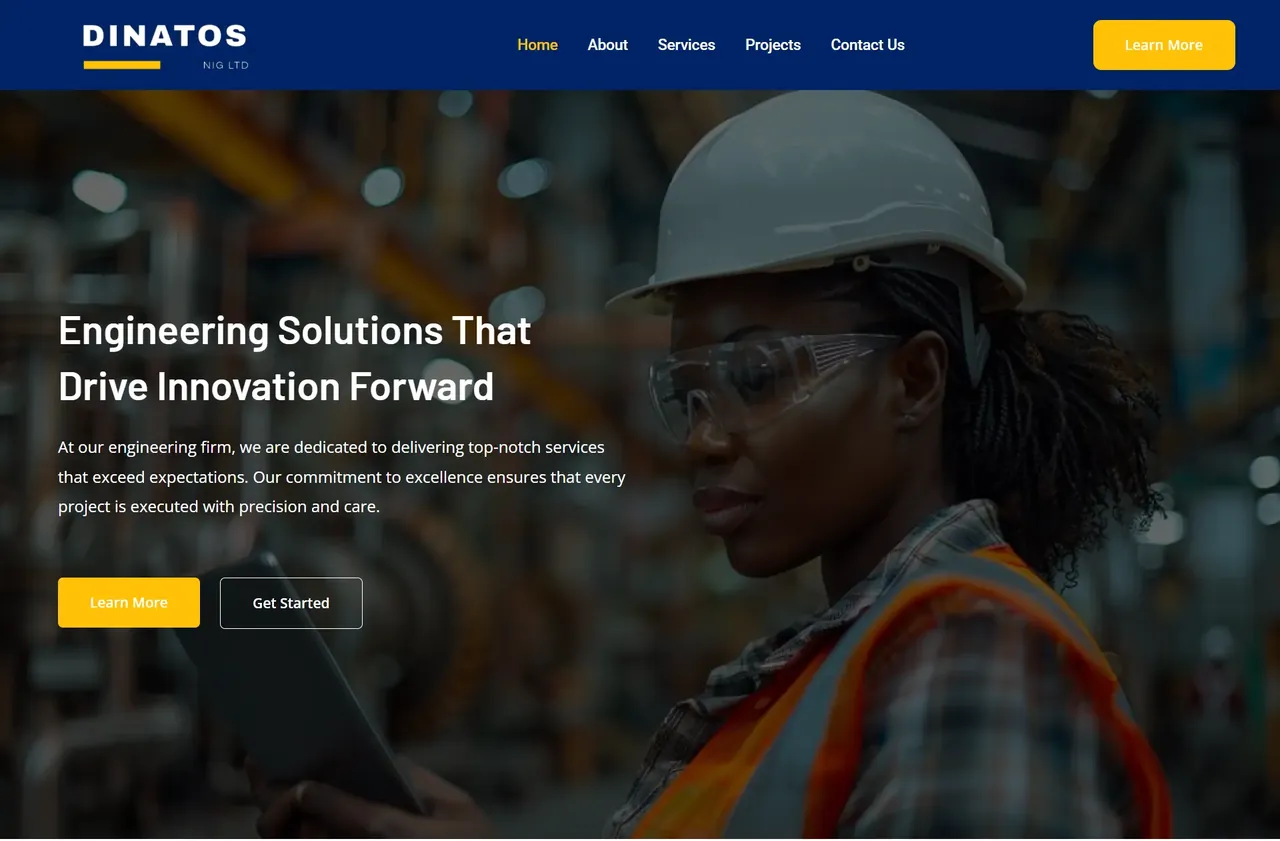 DINATOS
NIG LTD
Home
About
Services
Projects
Contact Us
Learn More
Engineering Solutions That
Drive Innovation Forward
At our engineering firm, we are dedicated to delivering top-notch services
that exceed expectations. Our commitment to excellence ensures that every
project is executed with precision and care.
Learn More
Get Started